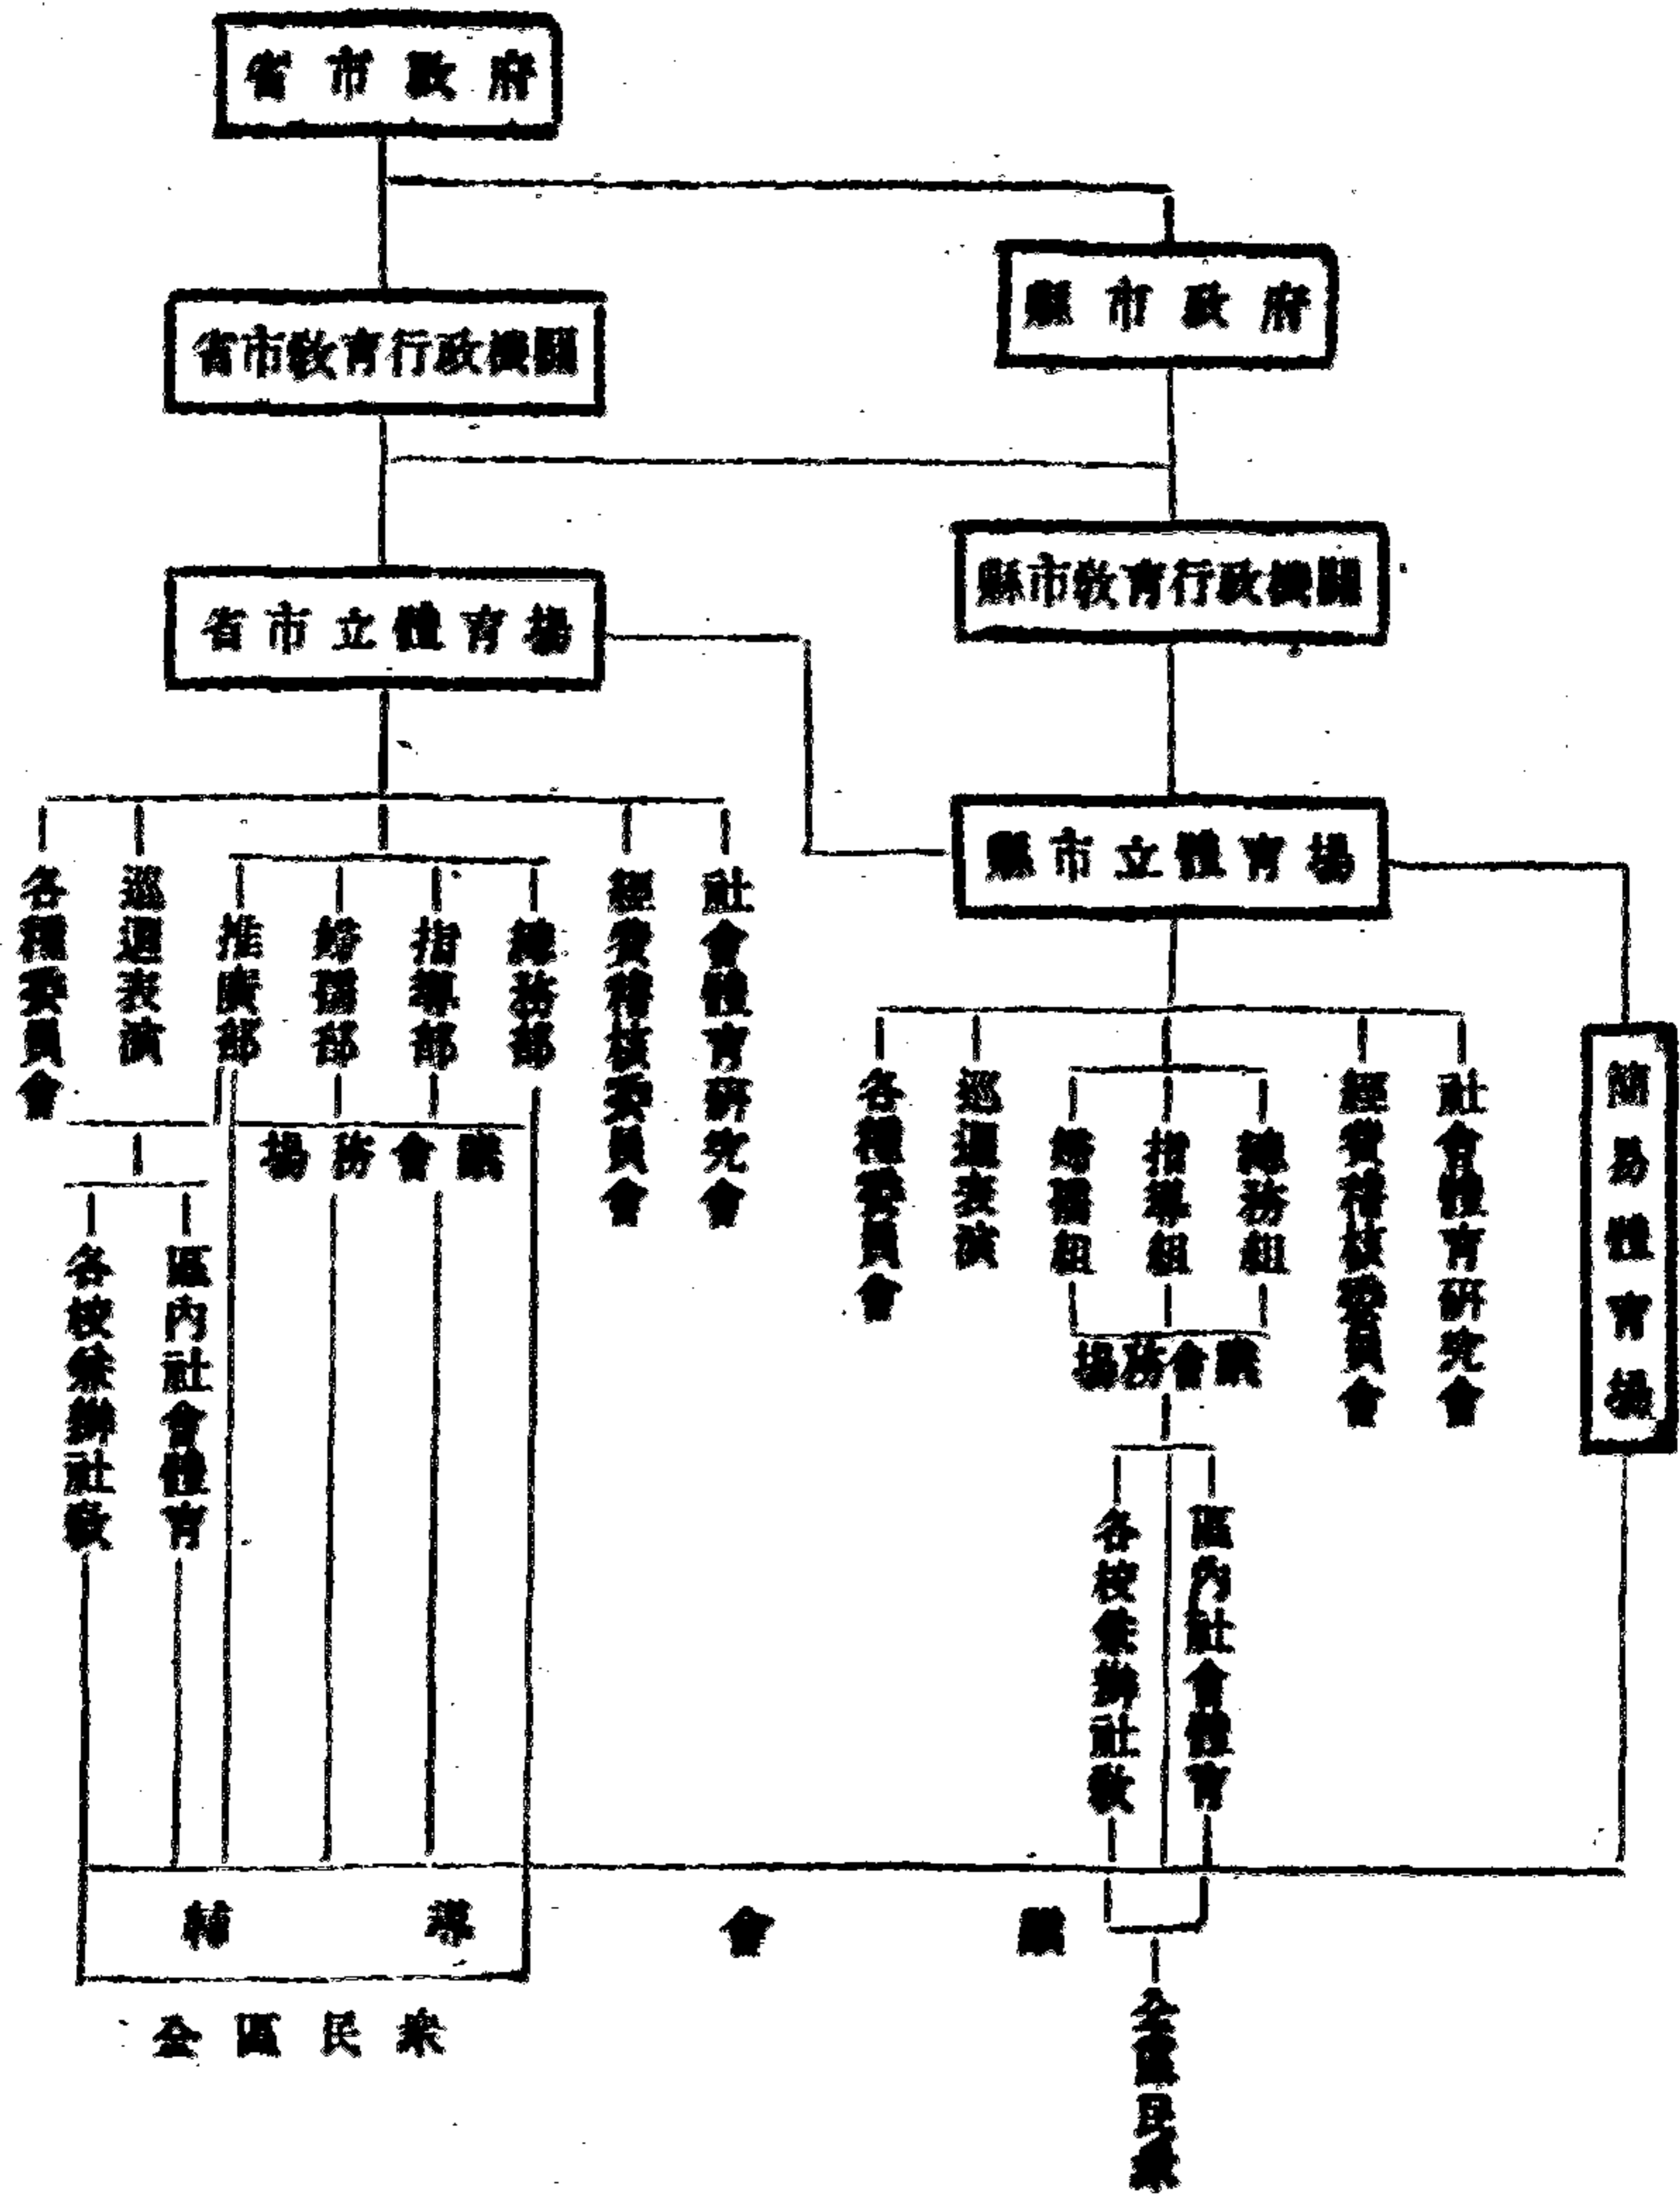 省市政府
縣市政府
省市教育行政機關
縣市教育行政機關
省市立體育場
縣市立體育場
簡易體育場
各種委員會
巡迴表演
推廣部
編譯部
指導部
總務部
經費稽核委員會
社會體育研究會
場務會議
各校兼辦社教
區內社會體育
各種委員會
巡迴表演
指導組
總務組
經費稽核委員會
社會體育研究會
場務會議
各校兼辦社教
區內社會體育
輔導會議
全區民衆
全區民衆